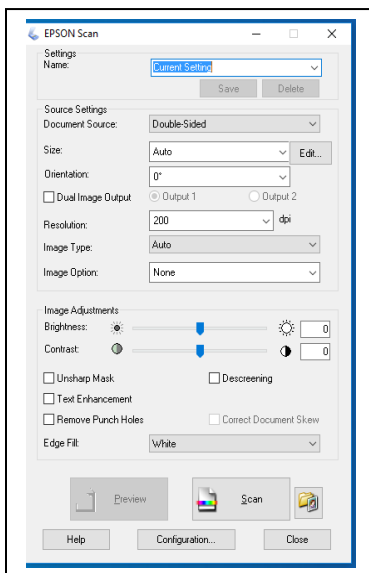 EPSON Scan
Settings
Name: Current Setting
Save Delete
Source Settings
Document Source: Double-Sided
Size: Auto Edit...
Orientation: 0°
Dual Image Output Output 1 Output 2
Resolution: 200 dpi
Image Type: Auto
Image Option: None
Image Adjustments
Brightness: 0
Contrast: 0
Unsharp Mask Descreening
Text Enhancement
Remove Punch Holes Correct Document Skew
Edge Fill: White
Preview Scan
Help Configuration... Close